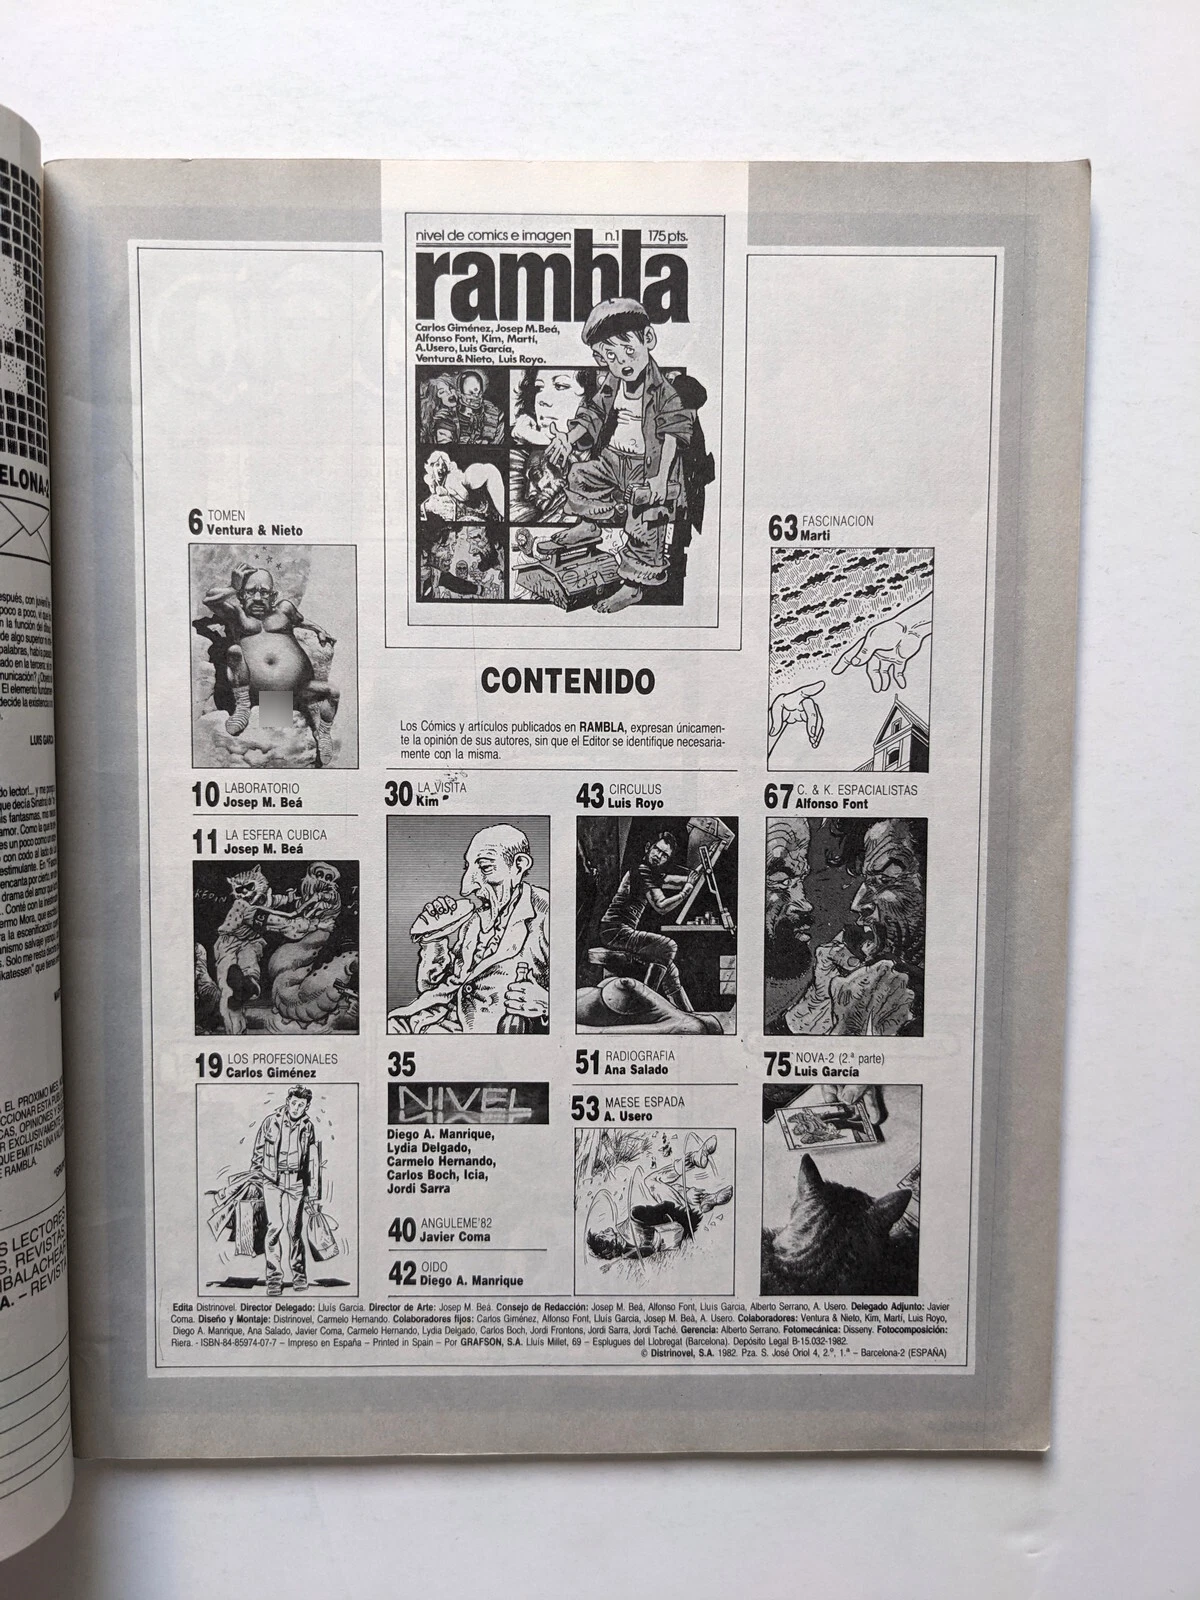 nivel de comics e imagen n.1 175 pts.
rambla
Carlos Giménez, Josep M. Beá,
Alfonso Font, Kim, Martí,
A. Usero, Luis García,
Ventura & Nieto, Luis Royo.
6 TOMEN
Ventura & Nieto
63 FASCINACION
Marti
CONTENIDO
Los Cómics y artículos publicados en RAMBLA, expresan únicamen-
te la opinión de sus autores, sin que el Editor se identifique necesaria-
mente con la misma.
10 LABORATORIO
Josep M. Beá
11 LA ESFERA CUBICA
Josep M. Beá
30 LA VISITA
Kim
43 CIRCULUS
Luis Royo
67 C. & K. ESPACIALISTAS
Alfonso Font
19 LOS PROFESIONALES
Carlos Giménez
35
NIVEL
Diego A. Manrique,
Lydia Delgado,
Carmelo Hernando,
Carlos Boch, Icia,
Jordi Sarra
40 ANGULEME'82
Javier Coma
42 OIDO
Diego A. Manrique
51 RADIOGRAFIA
Ana Salado
53 MAESE ESPADA
A. Usero
75 NOVA-2 (2.ª parte)
Luis García
Edita Distrinovel. Director Delegado: Lluís Garcia. Director de Arte: Josep M. Beá. Consejo de Redacción: Josep M. Beá, Alfonso Font, Lluís Garcia, Alberto Serrano, A. Usero. Delegado Adjunto: Javier
Coma. Diseño y Montaje: Distrinovel, Carmelo Hernando. Colaboradores fijos: Carlos Giménez, Alfonso Font, Lluís Garcia, Josep M. Beá, A. Usero. Colaboradores: Ventura & Nieto, Kim, Martí, Luis Royo,
Diego A. Manrique, Ana Salado, Javier Coma, Carmelo Hernando, Lydia Delgado, Carlos Boch, Jordi Frontons, Jordi Sarra, Jordi Taché. Gerencia: Alberto Serrano. Fotomecánica: Disseny. Fotocomposición:
Riera. - ISBN-84-85974-07-7 – Impreso en España – Printed in Spain – Por GRAFSON, S.A. Lluís Millet, 69 – Esplugues del Llobregat (Barcelona). Depósito Legal B-15.032-1982.
© Distrinovel, S.A. 1982. Pza. S. José Oriol 4, 2.º, 1.ª – Barcelona-2 (ESPAÑA)